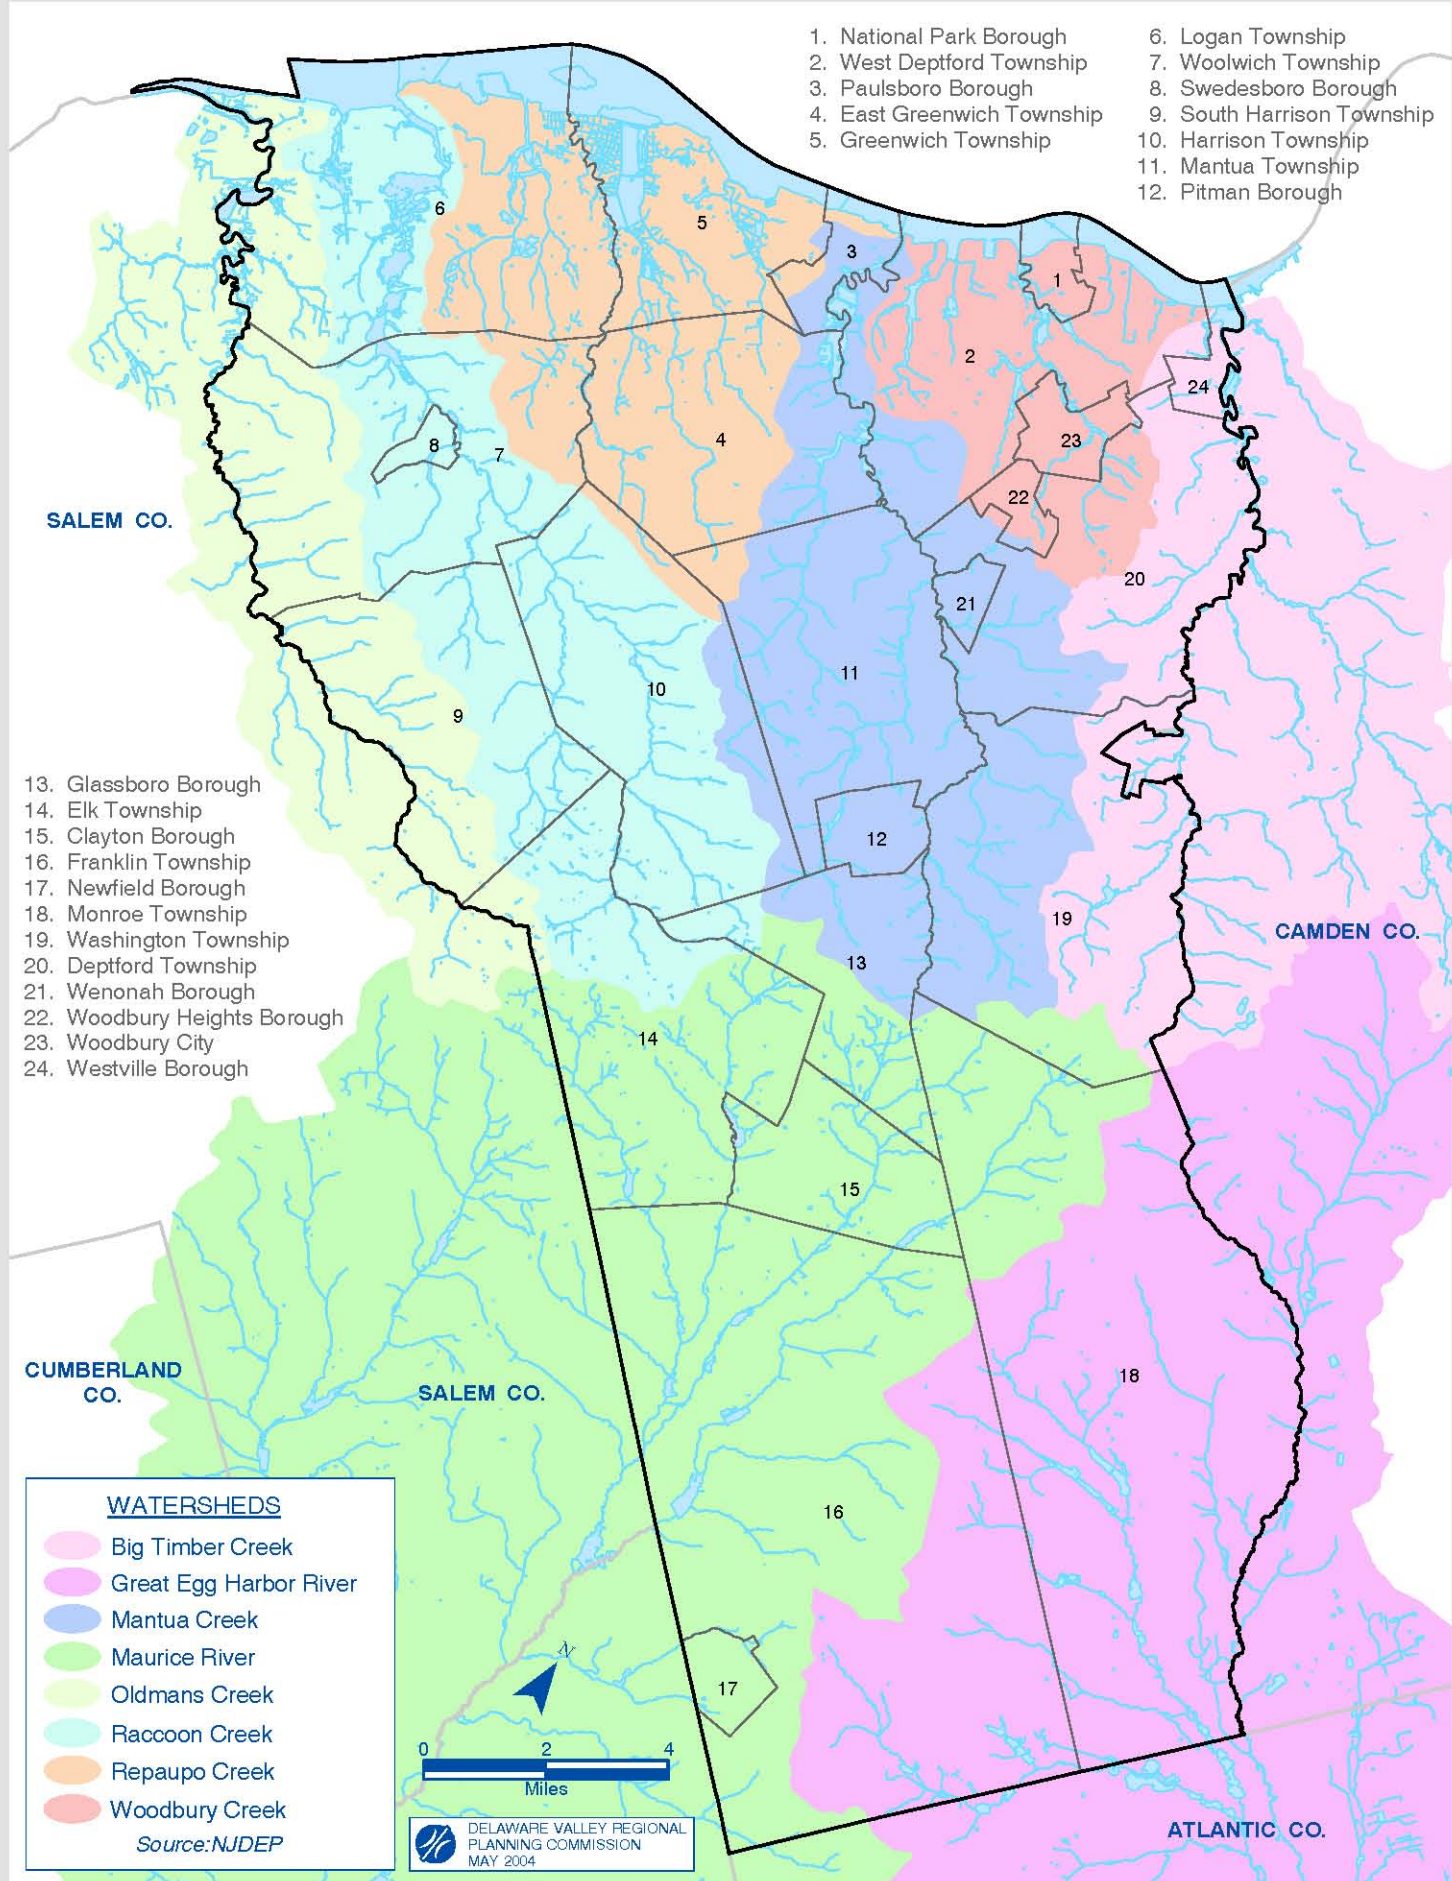 1. National Park Borough
2. West Deptford Township
3. Paulsboro Borough
4. East Greenwich Township
5. Greenwich Township
6. Logan Township
7. Woolwich Township
8. Swedesboro Borough
9. South Harrison Township
10. Harrison Township
11. Mantua Township
12. Pitman Borough
6
5
3
1
2
24
4
23
8
7
22
SALEM CO.
20
21
11
10
9
13. Glassboro Borough
14. Elk Township
15. Clayton Borough
16. Franklin Township
17. Newfield Borough
18. Monroe Township
19. Washington Township
20. Deptford Township
21. Wenonah Borough
22. Woodbury Heights Borough
23. Woodbury City
24. Westville Borough
12
19
CAMDEN CO.
13
14
15
CUMBERLAND
CO.
SALEM CO.
18
16
17
WATERSHEDS
Big Timber Creek
Great Egg Harbor River
Mantua Creek
Maurice River
Oldmans Creek
Raccoon Creek
Repaupo Creek
Woodbury Creek
Source:NJDEP
N
0 2 4
Miles
DELAWARE VALLEY REGIONAL
PLANNING COMMISSION
MAY 2004
ATLANTIC CO.